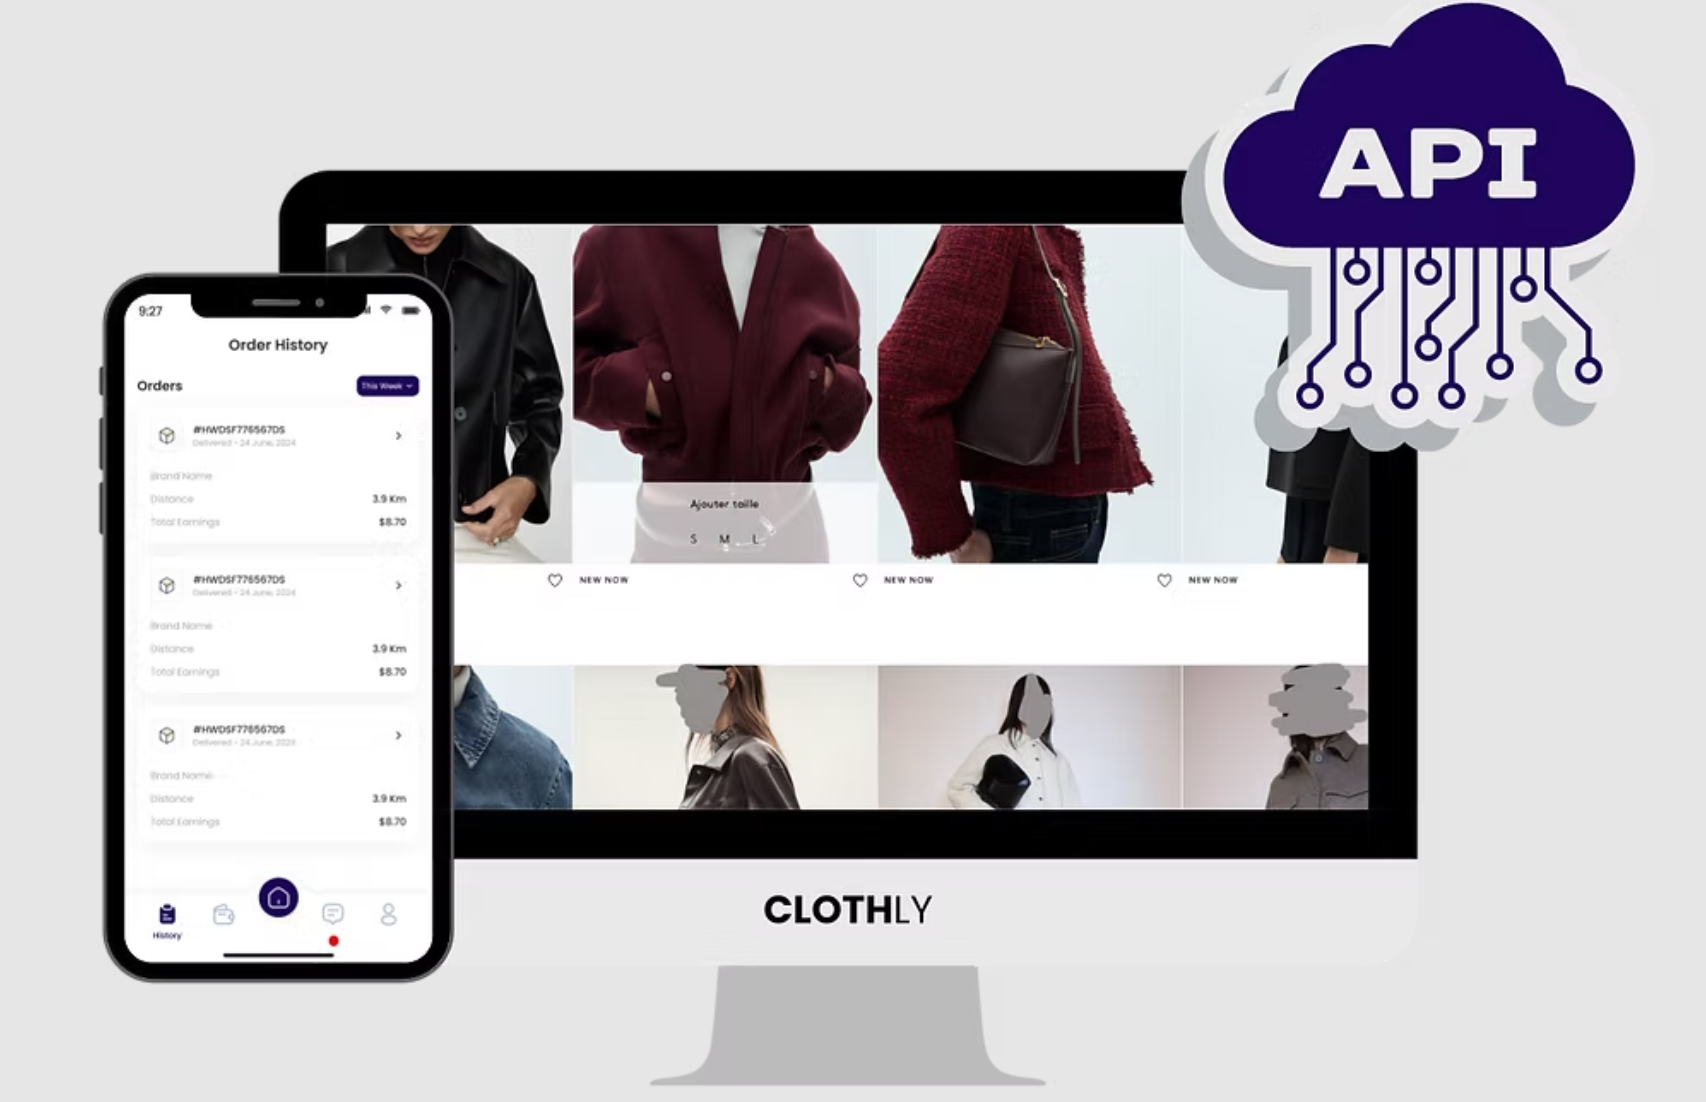 API
9:27
Order History
Orders
This Week
#HWDSF776567DS
Delivered - 24 June, 2024
Brand Name
Distance 3.9 Km
Total Earnings $8.70
#HWDSF776567DS
Delivered - 24 June, 2024
Brand Name
Distance 3.9 Km
Total Earnings $8.70
#HWDSF776567DS
Delivered - 24 June, 2024
Brand Name
Distance 3.9 Km
Total Earnings $8.70
History
Ajouter taille
S M L
NEW NOW
NEW NOW
NEW NOW
CLOTHLY